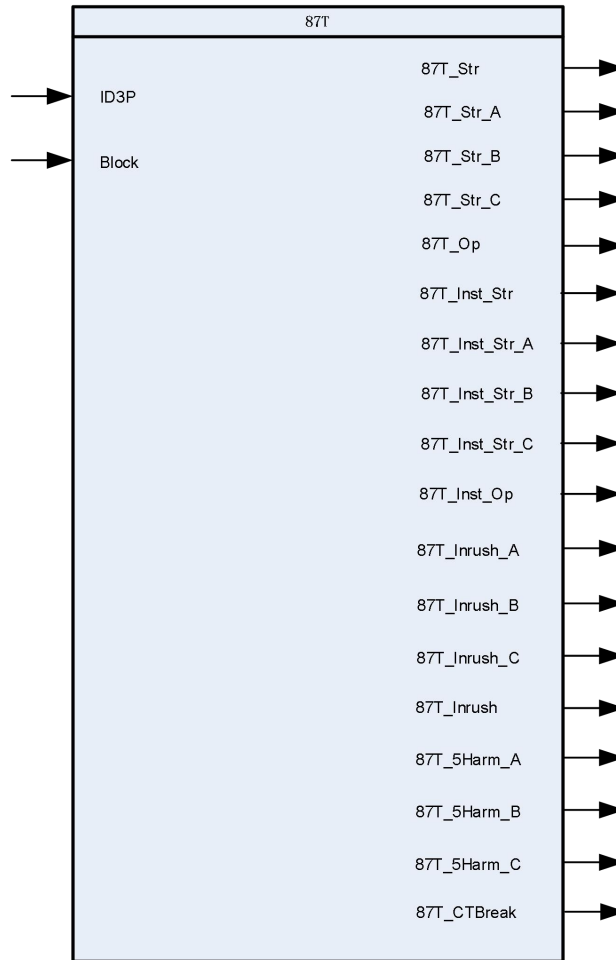 87T
ID3P
Block
87T_Str
87T_Str_A
87T_Str_B
87T_Str_C
87T_Op
87T_Inst_Str
87T_Inst_Str_A
87T_Inst_Str_B
87T_Inst_Str_C
87T_Inst_Op
87T_Inrush_A
87T_Inrush_B
87T_Inrush_C
87T_Inrush
87T_5Harm_A
87T_5Harm_B
87T_5Harm_C
87T_CTBreak